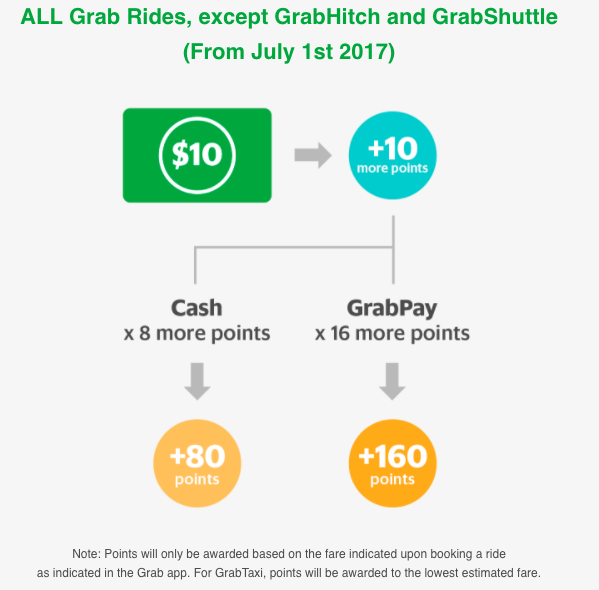 ALL Grab Rides, except GrabHitch and GrabShuttle
(From July 1st 2017)
$10
+10
more points
Cash
x 8 more points
GrabPay
x 16 more points
+80
points
+160
points
Note: Points will only be awarded based on the fare indicated upon booking a ride
as indicated in the Grab app. For GrabTaxi, points will be awarded to the lowest estimated fare.